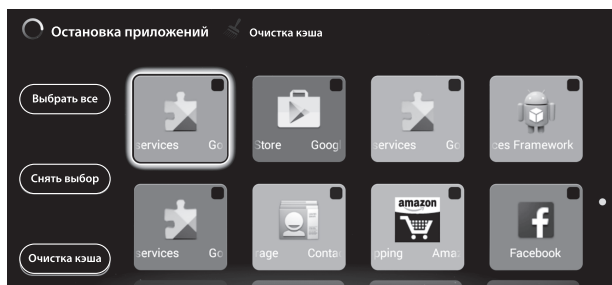 Остановка приложений Очистка кэша
Выбрать все
Снять выбор
Очистка кэша
services Go
Store Googl
services Go
ces Framework
services Go
rage Conta
amazon
pping Ama
Facebook